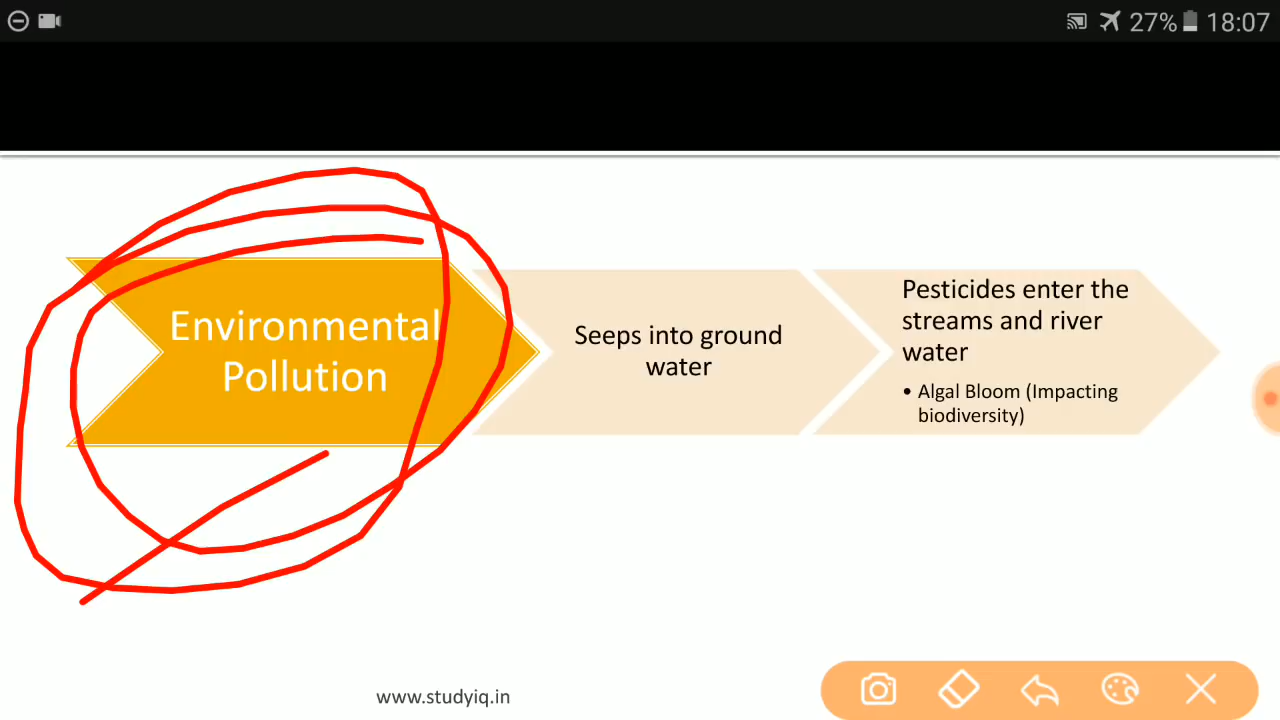 27% 18:07
Environmental
Pollution
Seeps into ground
water
Pesticides enter the
streams and river
water
• Algal Bloom (Impacting
biodiversity)
www.studyiq.in